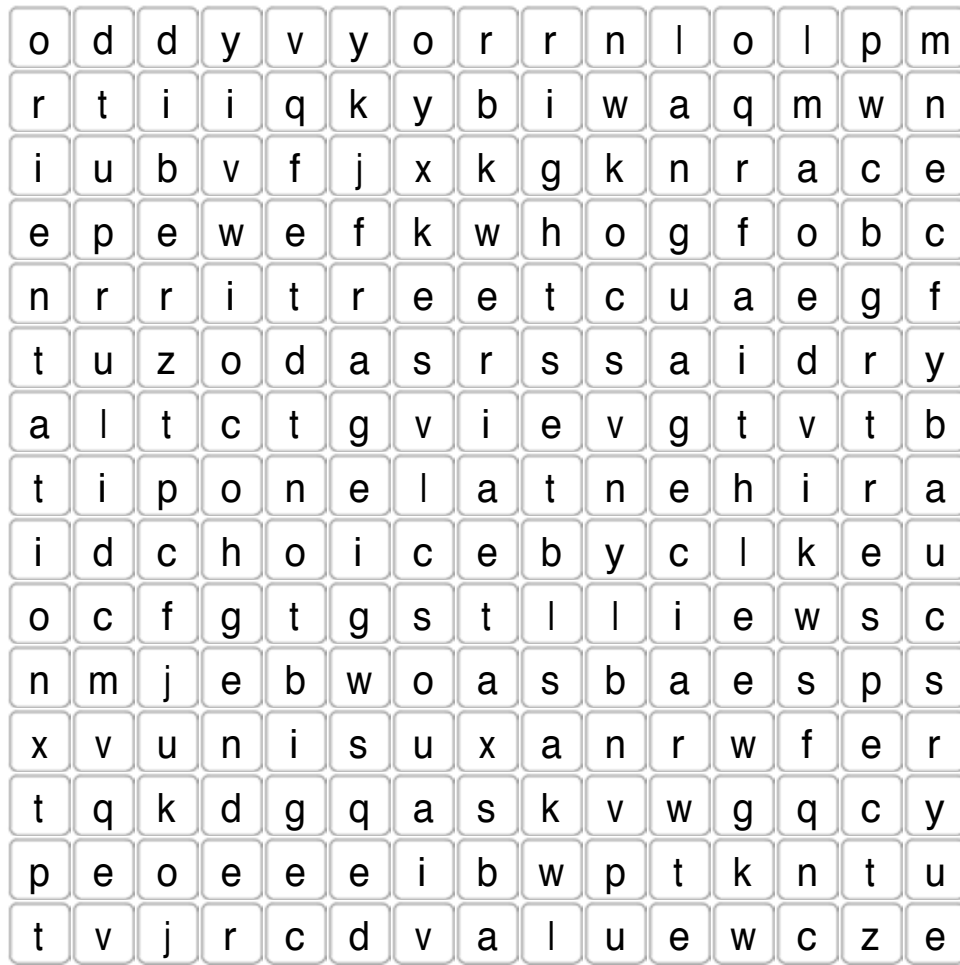 o d d y v y o r r n l o l p m
r t i i q k y b i w a q m w n
i u b v f j x k g k n r a c e
e p e w e f k w h o g f o b c
n r r i t r e e t c u a e g f
t u z o d a s r s s a i d r y
a l t c t g v i e v g t v t b
t i p o n e l a t n e h i r a
i d c h o i c e b y c l k e u
o c f g t g s t l l i e w s c
n m j e b w o a s b a e s p s
x v u n i s u x a n r w f e r
t q k d g q a s k v w g q c y
p e o e e e i b w p t k n t u
t v j r c d v a l u e w c z e